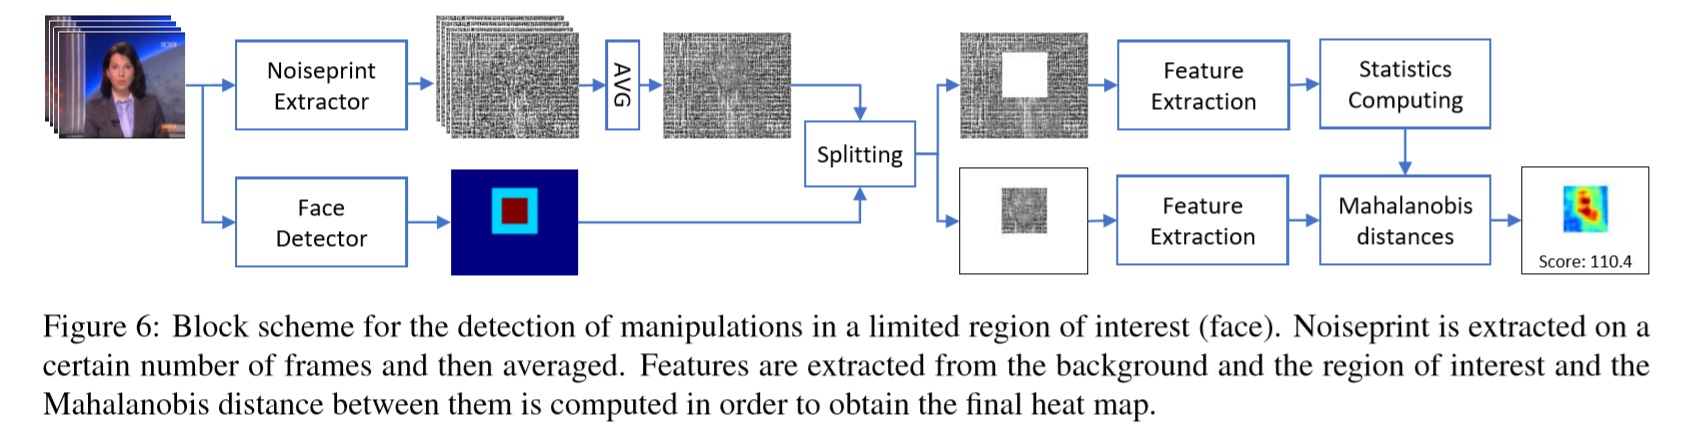 Noiseprint
Extractor
AVG
Face
Detector
Splitting
Feature
Extraction
Statistics
Computing
Feature
Extraction
Mahalanobis
distances
Score: 110.4
Figure 6: Block scheme for the detection of manipulations in a limited region of interest (face). Noiseprint is extracted on a
certain number of frames and then averaged. Features are extracted from the background and the region of interest and the
Mahalanobis distance between them is computed in order to obtain the final heat map.